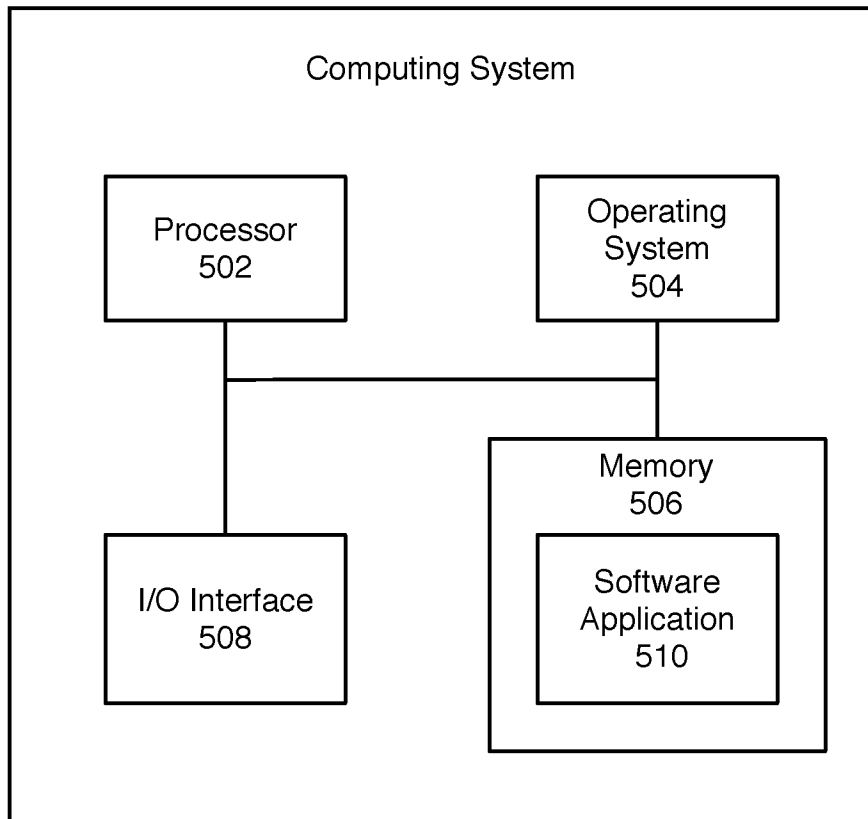 Computing System
Processor
502
Operating
System
504
Memory
506
I/O Interface
508
Software
Application
510